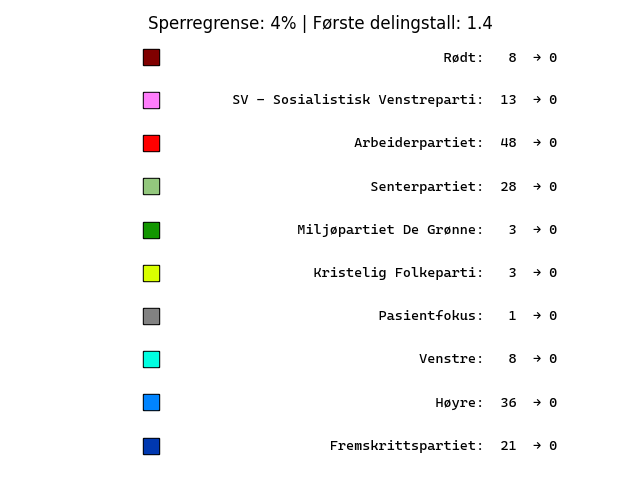 Sperregrense: 4% | Første delingstall: 1.4
Rødt: 8 → 0
SV – Sosialistisk Venstreparti: 13 → 0
Arbeiderpartiet: 48 → 0
Senterpartiet: 28 → 0
Miljøpartiet De Grønne: 3 → 0
Kristelig Folkeparti: 3 → 0
Pasientfokus: 1 → 0
Venstre: 8 → 0
Høyre: 36 → 0
Fremskrittspartiet: 21 → 0